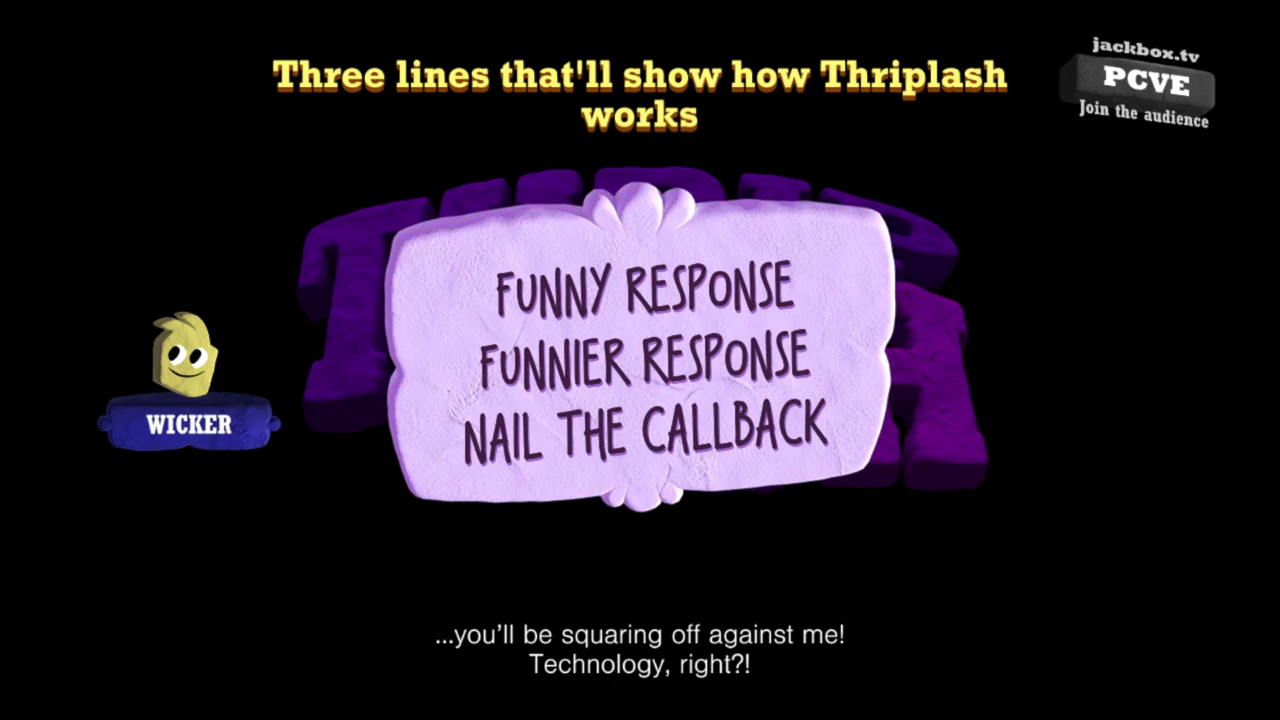 Three lines that'll show how Thriplash
works
jackbox.tv
PCVE
Join the audience
FUNNY RESPONSE
FUNNIER RESPONSE
NAIL THE CALLBACK
WICKER
...you'll be squaring off against me!
Technology, right?!